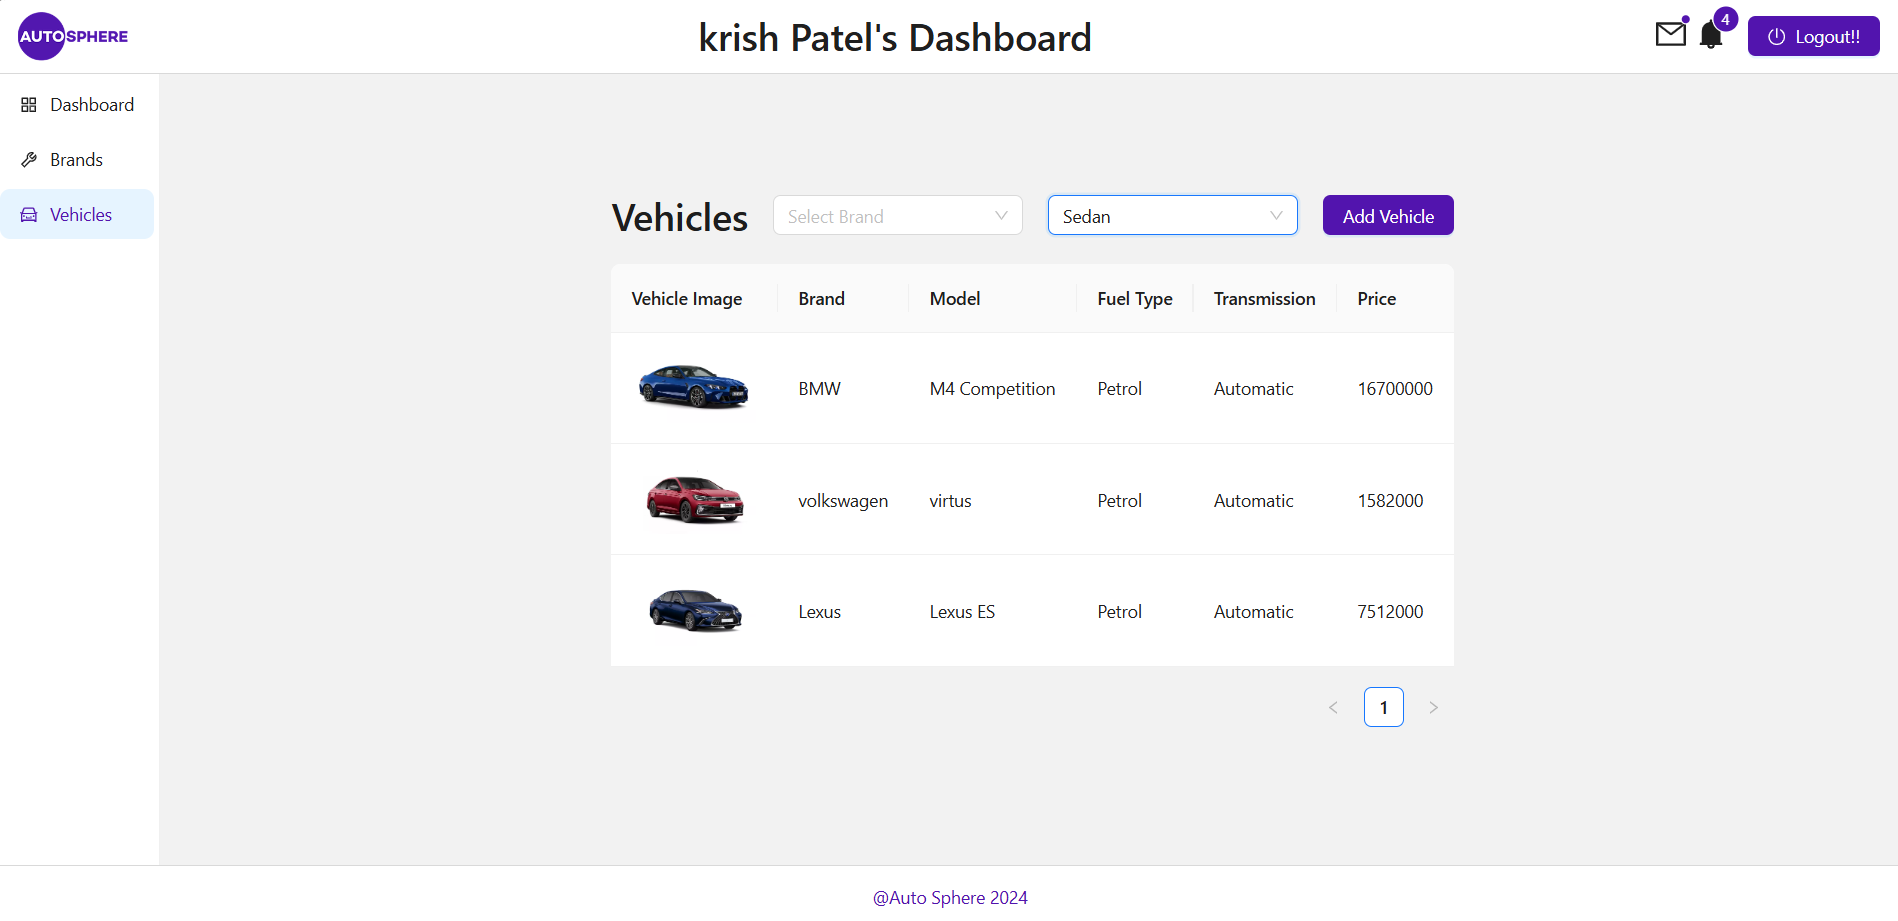 AUTOSPHERE
krish Patel's Dashboard
4
Logout!!
Dashboard
Brands
Vehicles
Vehicles
Select Brand
Sedan
Add Vehicle
Vehicle Image Brand Model Fuel Type Transmission Price
BMW M4 Competition Petrol Automatic 16700000
volkswagen virtus Petrol Automatic 1582000
Lexus Lexus ES Petrol Automatic 7512000
1
@Auto Sphere 2024